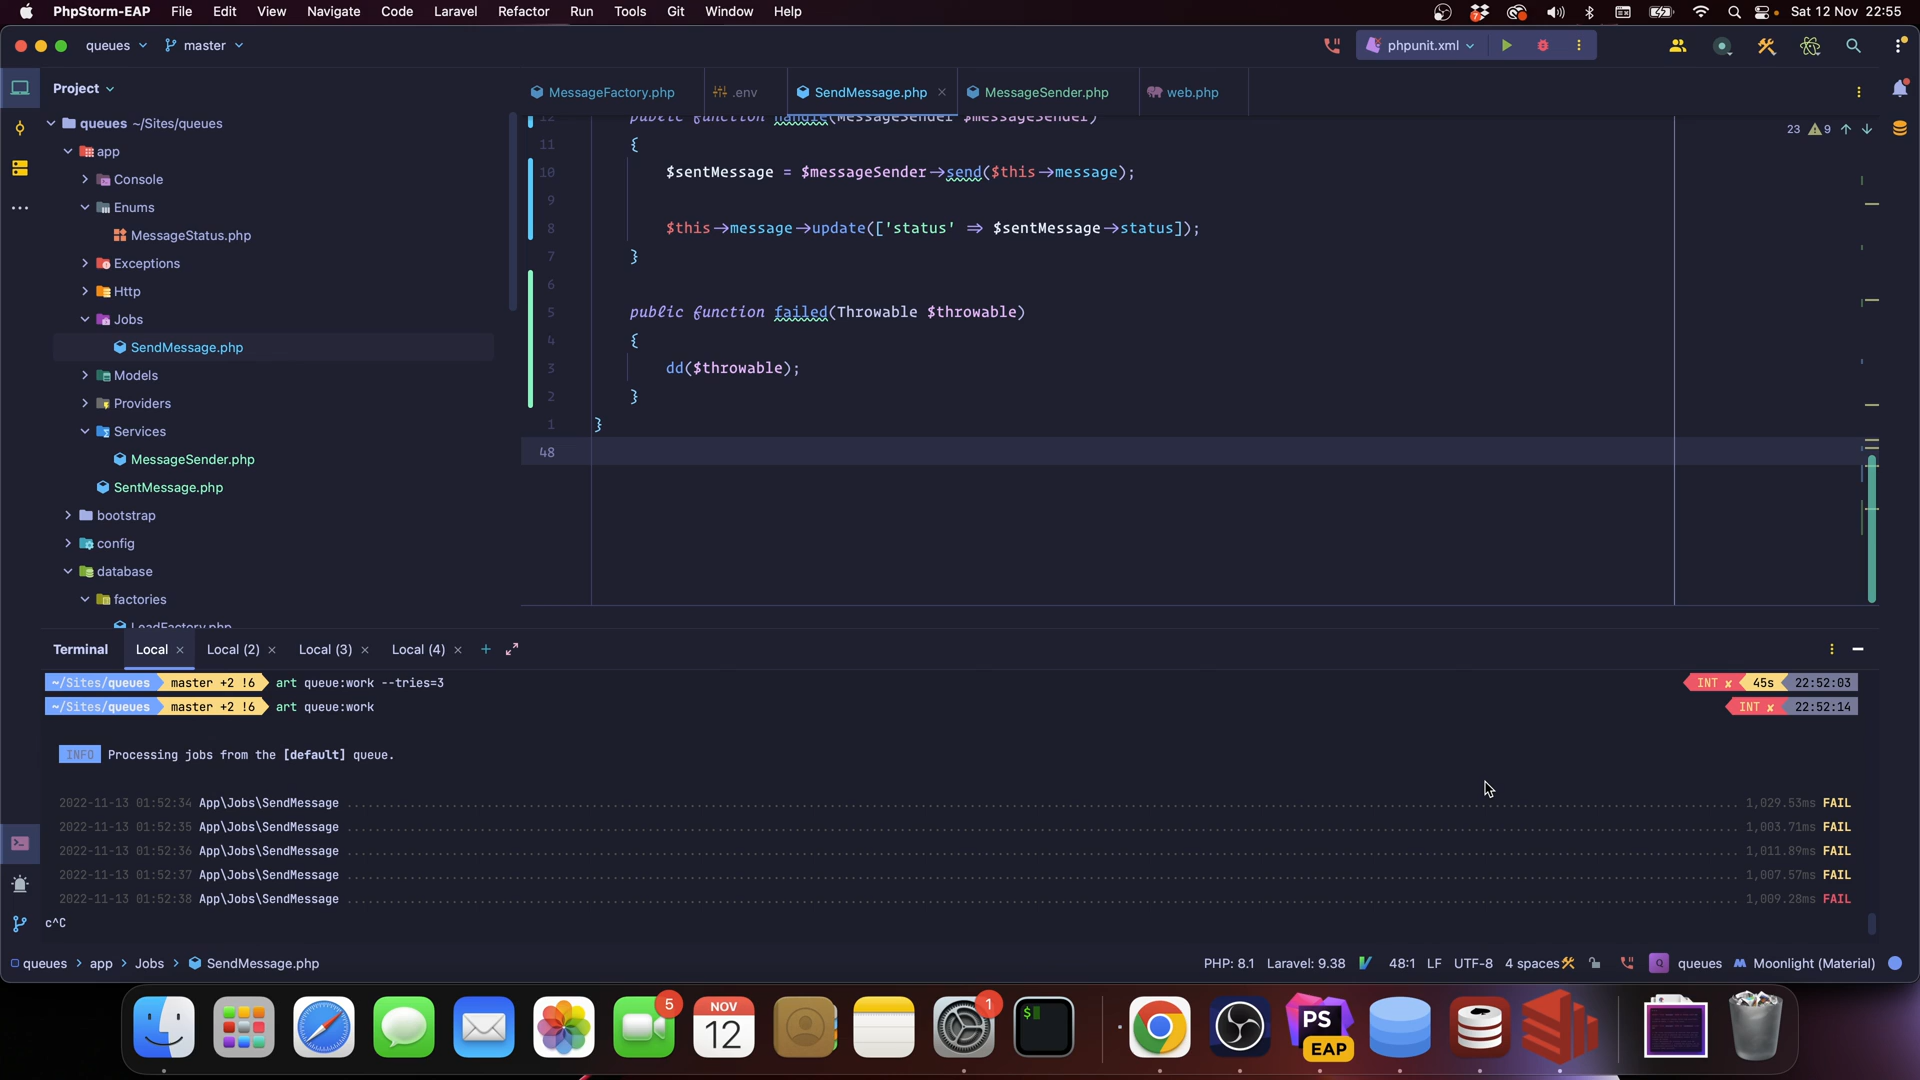 PhpStorm-EAP File Edit View Navigate Code Laravel Refactor Run Tools Git Window Help Sat 12 Nov 22:55
queues master phpunit.xml
Project
MessageFactory.php .env SendMessage.php MessageSender.php web.php
queues ~/Sites/queues
app
Console
Enums
MessageStatus.php
Exceptions
Http
Jobs
SendMessage.php
Models
Providers
Services
MessageSender.php
SentMessage.php
bootstrap
config
database
factories
LeadFactory.php
23 9
12 public function handle(MessageSender $messageSender)
11 {
10 $sentMessage = $messageSender->send($this->message);
9
8 $this->message->update(['status' => $sentMessage->status]);
7 }
6
5 public function failed(Throwable $throwable)
4 {
3 dd($throwable);
2 }
1 }
48
Terminal Local Local (2) Local (3) Local (4)
~/Sites/queues master +2 !6 art queue:work --tries=3 INT ✘ 45s 22:52:03
~/Sites/queues master +2 !6 art queue:work INT ✘ 22:52:14
INFO Processing jobs from the [default] queue.
2022-11-13 01:52:34 App\Jobs\SendMessage 1,029.53ms FAIL
2022-11-13 01:52:35 App\Jobs\SendMessage 1,003.71ms FAIL
2022-11-13 01:52:36 App\Jobs\SendMessage 1,011.89ms FAIL
2022-11-13 01:52:37 App\Jobs\SendMessage 1,007.57ms FAIL
2022-11-13 01:52:38 App\Jobs\SendMessage 1,009.28ms FAIL
c^C
queues > app > Jobs > SendMessage.php PHP: 8.1 Laravel: 9.38 48:1 LF UTF-8 4 spaces Q queues Moonlight (Material)
5 NOV 12 1 $ PS EAP